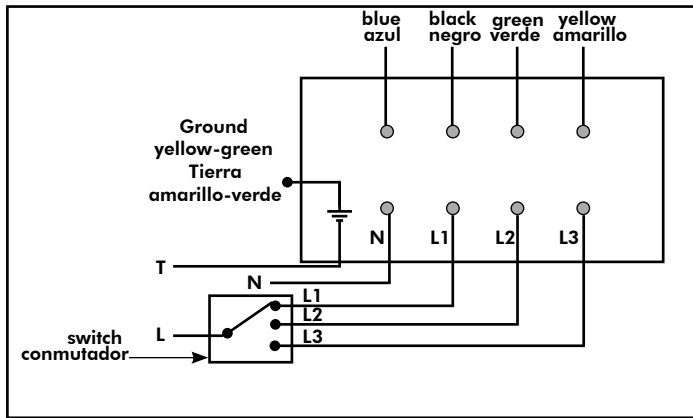 blue black green yellow
azul negro verde amarillo
Ground
yellow-green
Tierra
amarillo-verde
N L1 L2 L3
T
N
L1
L2
L
L3
switch
conmutador